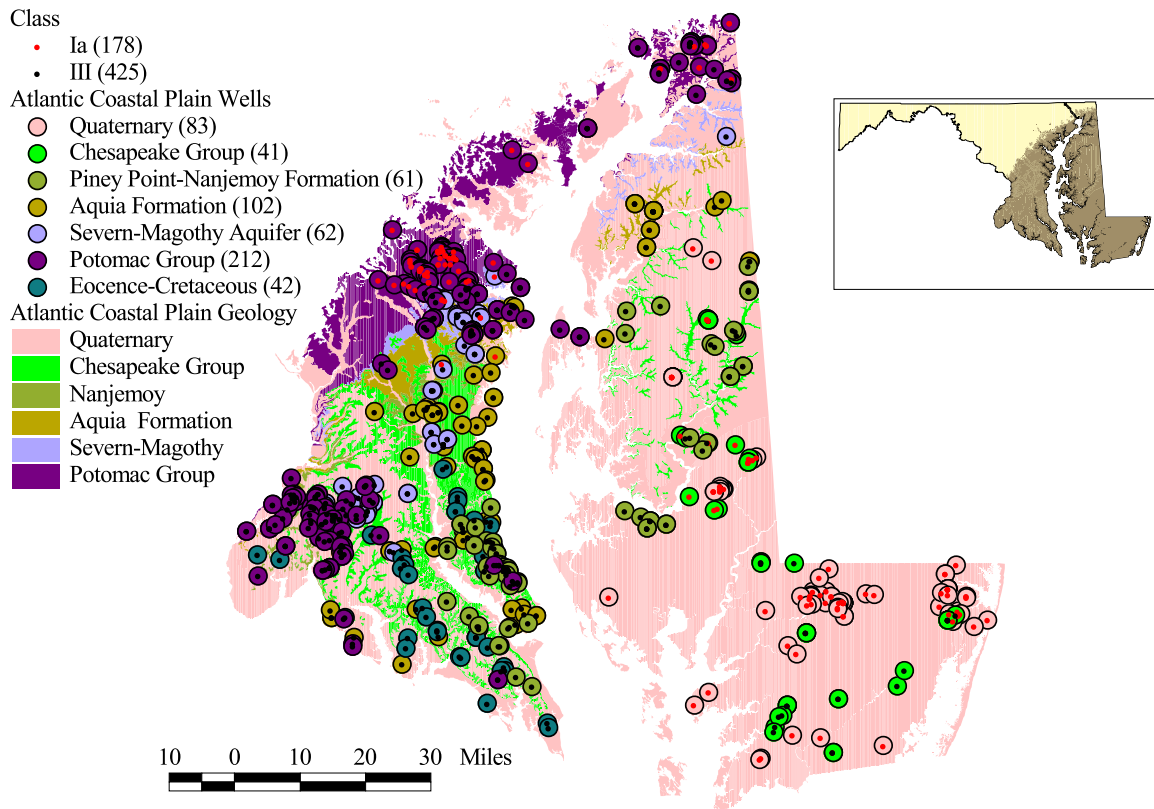 Class
Ia (178)
III (425)
Atlantic Coastal Plain Wells
Quaternary (83)
Chesapeake Group (41)
Piney Point-Nanjemoy Formation (61)
Aquia Formation (102)
Severn-Magothy Aquifer (62)
Potomac Group (212)
Eocence-Cretaceous (42)
Atlantic Coastal Plain Geology
Quaternary
Chesapeake Group
Nanjemoy
Aquia Formation
Severn-Magothy
Potomac Group
10 0 10 20 30 Miles